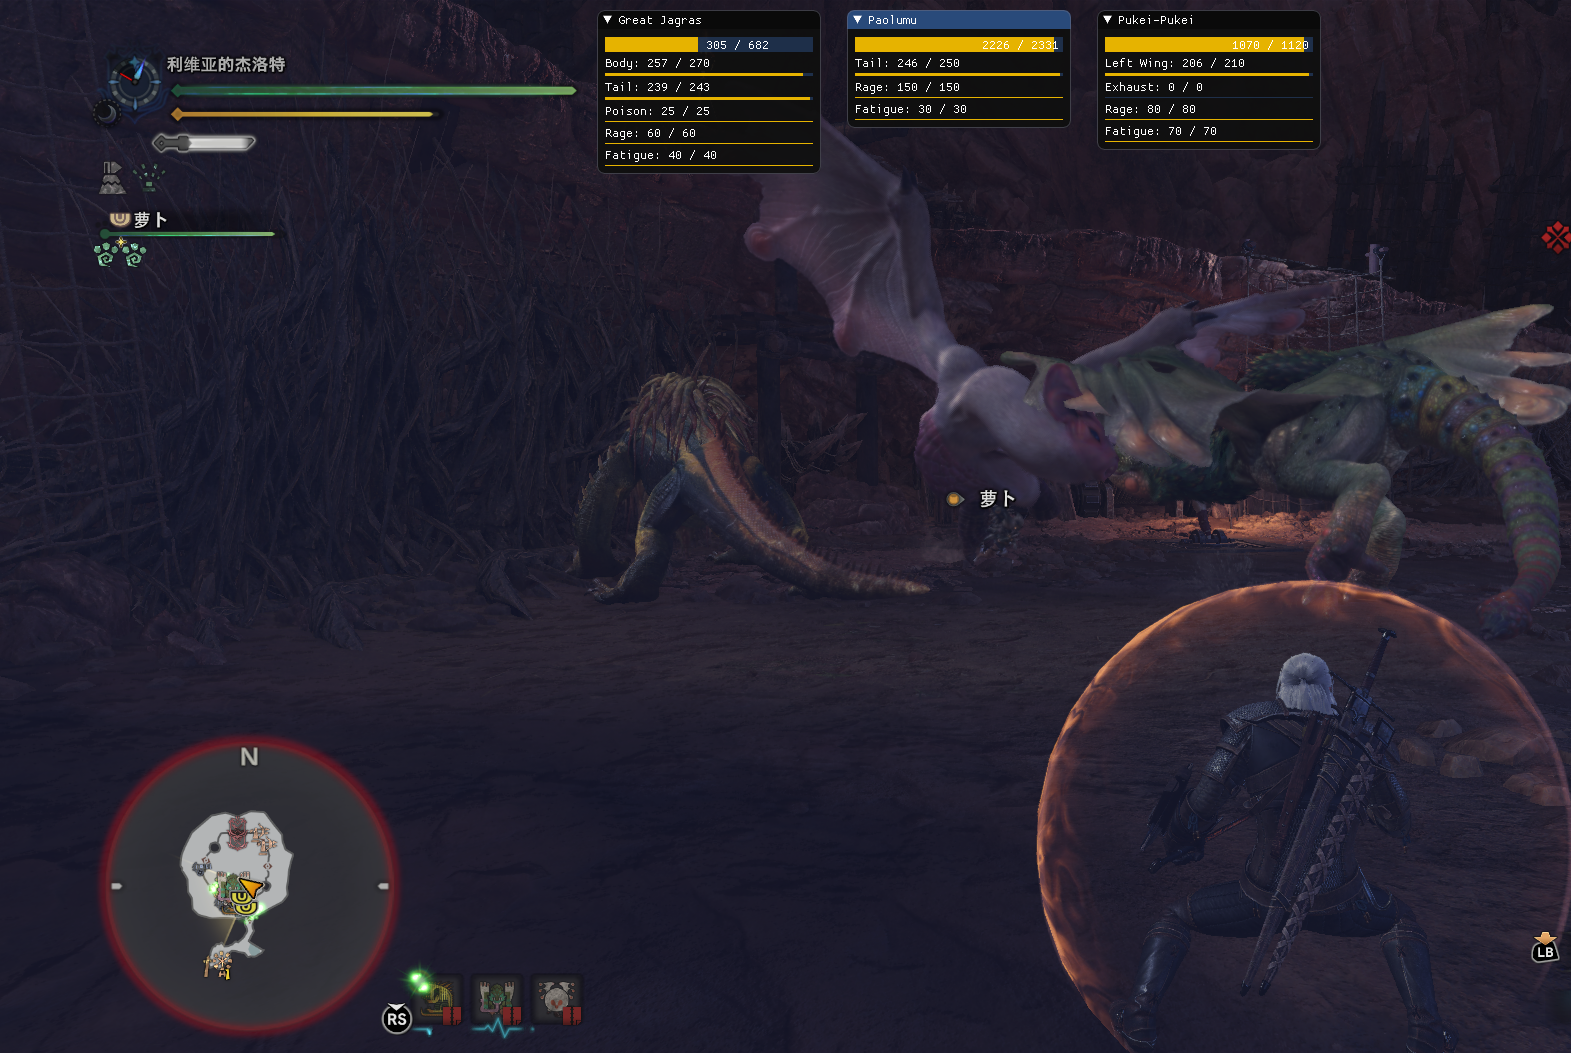 Great Jagras
305 / 682
Body: 257 / 270
Tail: 239 / 243
Poison: 25 / 25
Rage: 60 / 60
Fatigue: 40 / 40
Paolumu
2226 / 2331
Tail: 246 / 250
Rage: 150 / 150
Fatigue: 30 / 30
Pukei-Pukei
1070 / 1120
Left Wing: 206 / 210
Exhaust: 0 / 0
Rage: 80 / 80
Fatigue: 70 / 70
利维亚的杰洛特
萝卜
萝卜
N
RS
LB